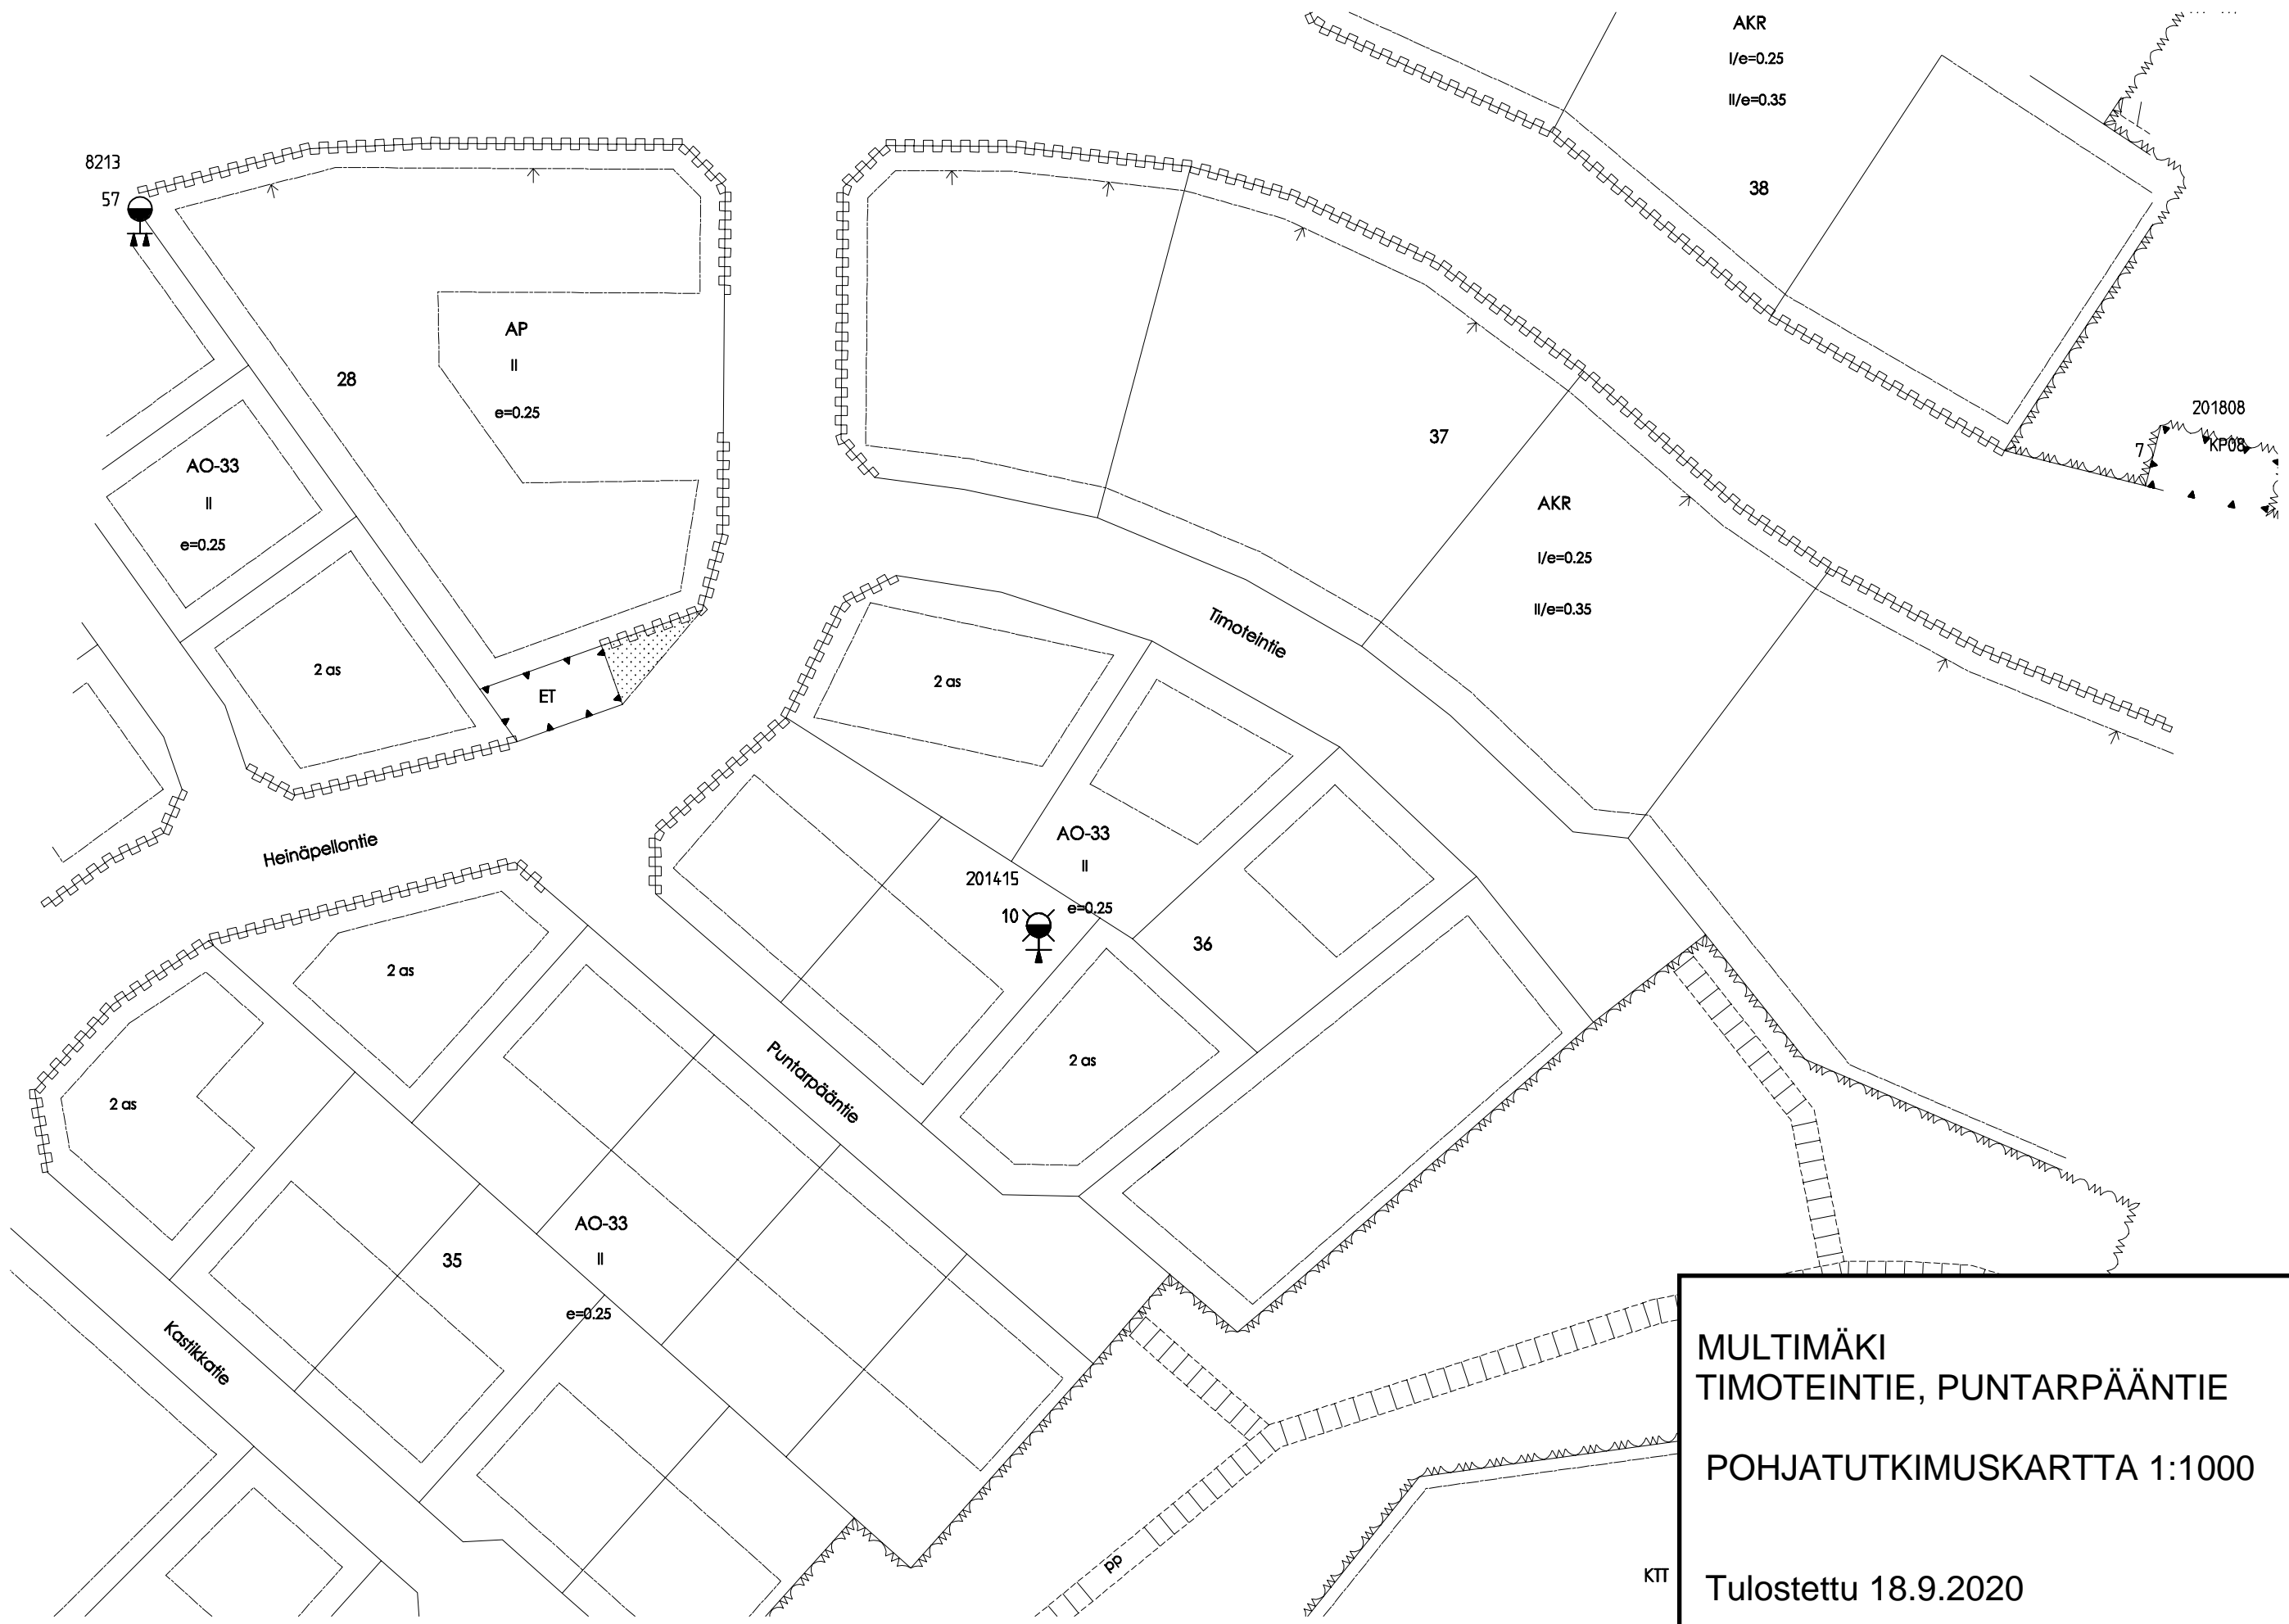 AKR
I/e=0.25
II/e=0.35
38
8213
57
AP
II
e=0.25
28
AO-33
II
e=0.25
2 as
ET
37
AKR
I/e=0.25
II/e=0.35
201808
7
KP08
Timoteintie
2 as
AO-33
II
e=0.25
201415
10
36
2 as
Heinäpellontie
2 as
2 as
Puntarpääntie
AO-33
II
e=0.25
35
Kastikkatie
pp
KTT
MULTIMÄKI
TIMOTEINTIE, PUNTARPÄÄNTIE
POHJATUTKIMUSKARTTA 1:1000
Tulostettu 18.9.2020